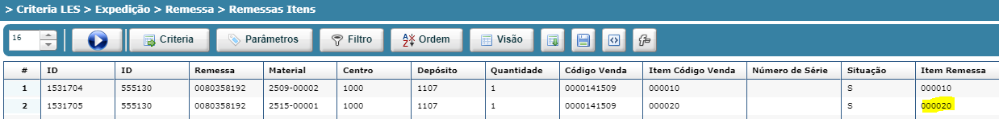 > Criteria LES > Expedição > Remessa > Remessas Itens
16 Criteria Parâmetros Filtro Ordem Visão
# ID ID Remessa Material Centro Depósito Quantidade Código Venda Item Código Venda Número de Série Situação Item Remessa
1 1531704 555130 0080358192 2509-00002 1000 1107 1 0000141509 000010 S 000010
2 1531705 555130 0080358192 2515-00001 1000 1107 1 0000141509 000020 S 000020